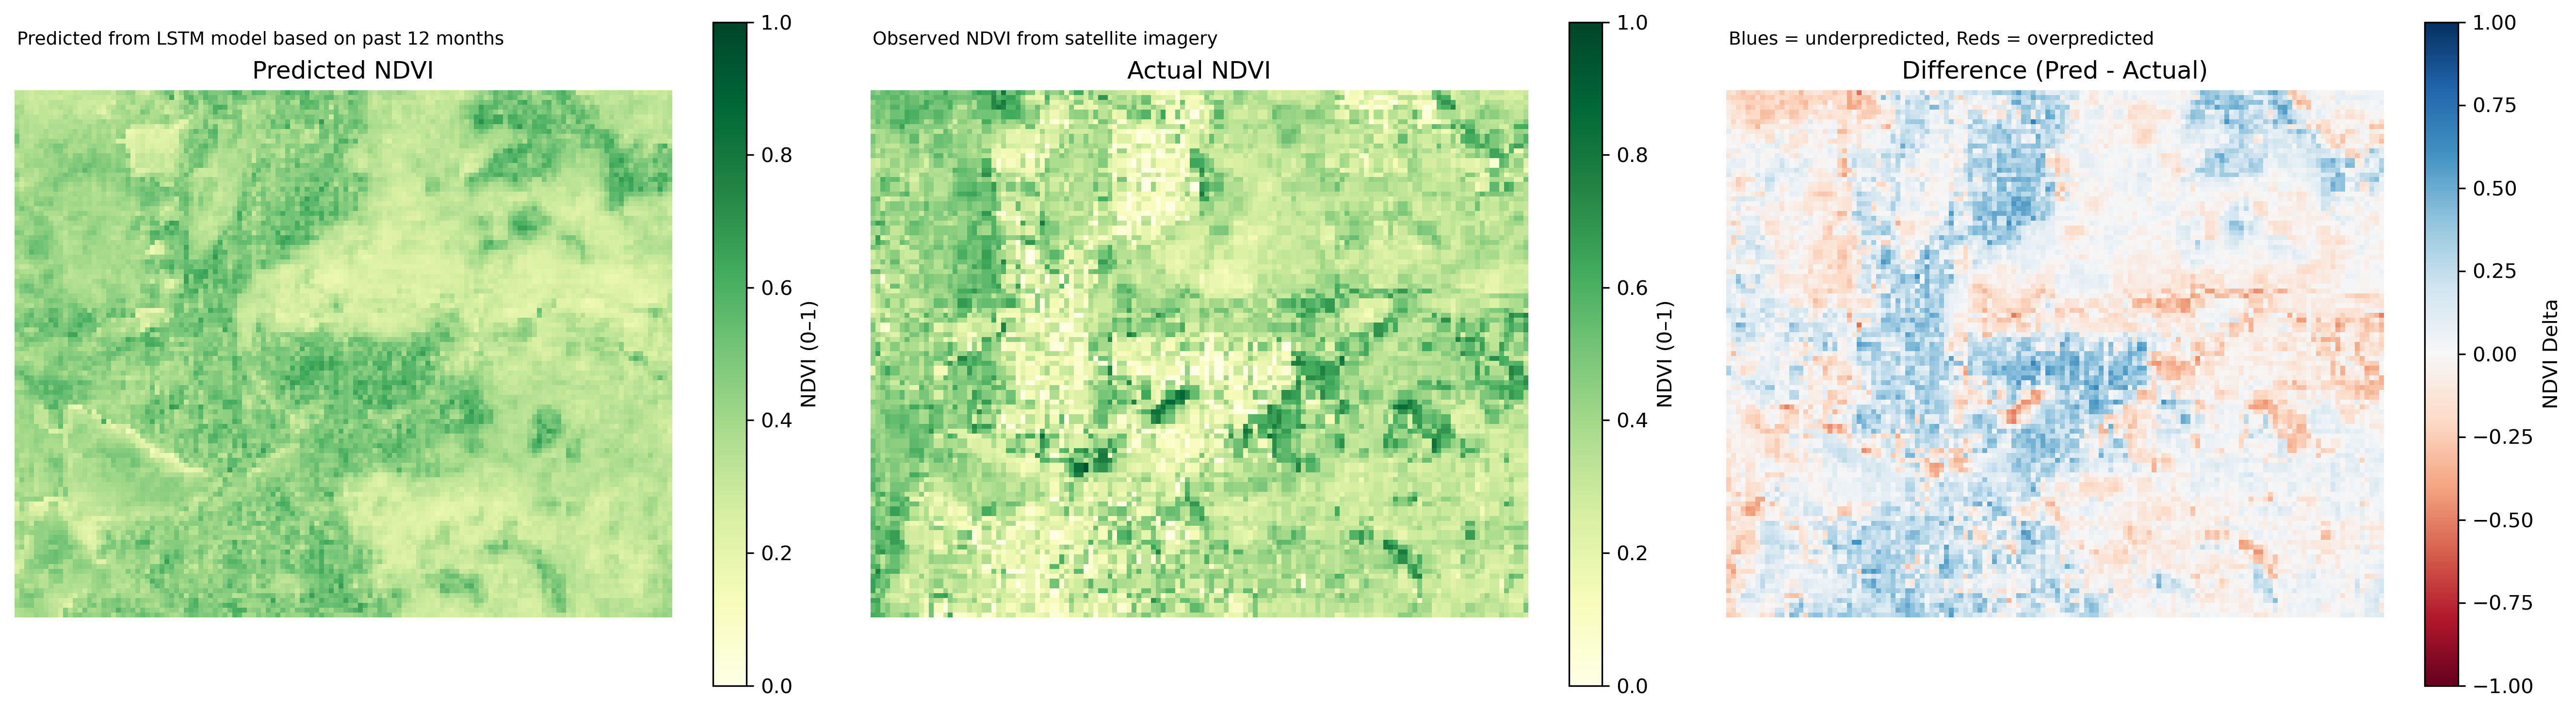 Predicted from LSTM model based on past 12 months
Predicted NDVI
1.0
0.8
0.6
0.4
0.2
0.0
NDVI (0–1)
Observed NDVI from satellite imagery
Actual NDVI
1.0
0.8
0.6
0.4
0.2
0.0
NDVI (0–1)
Blues = underpredicted, Reds = overpredicted
Difference (Pred - Actual)
1.00
0.75
0.50
0.25
0.00
−0.25
−0.50
−0.75
−1.00
NDVI Delta